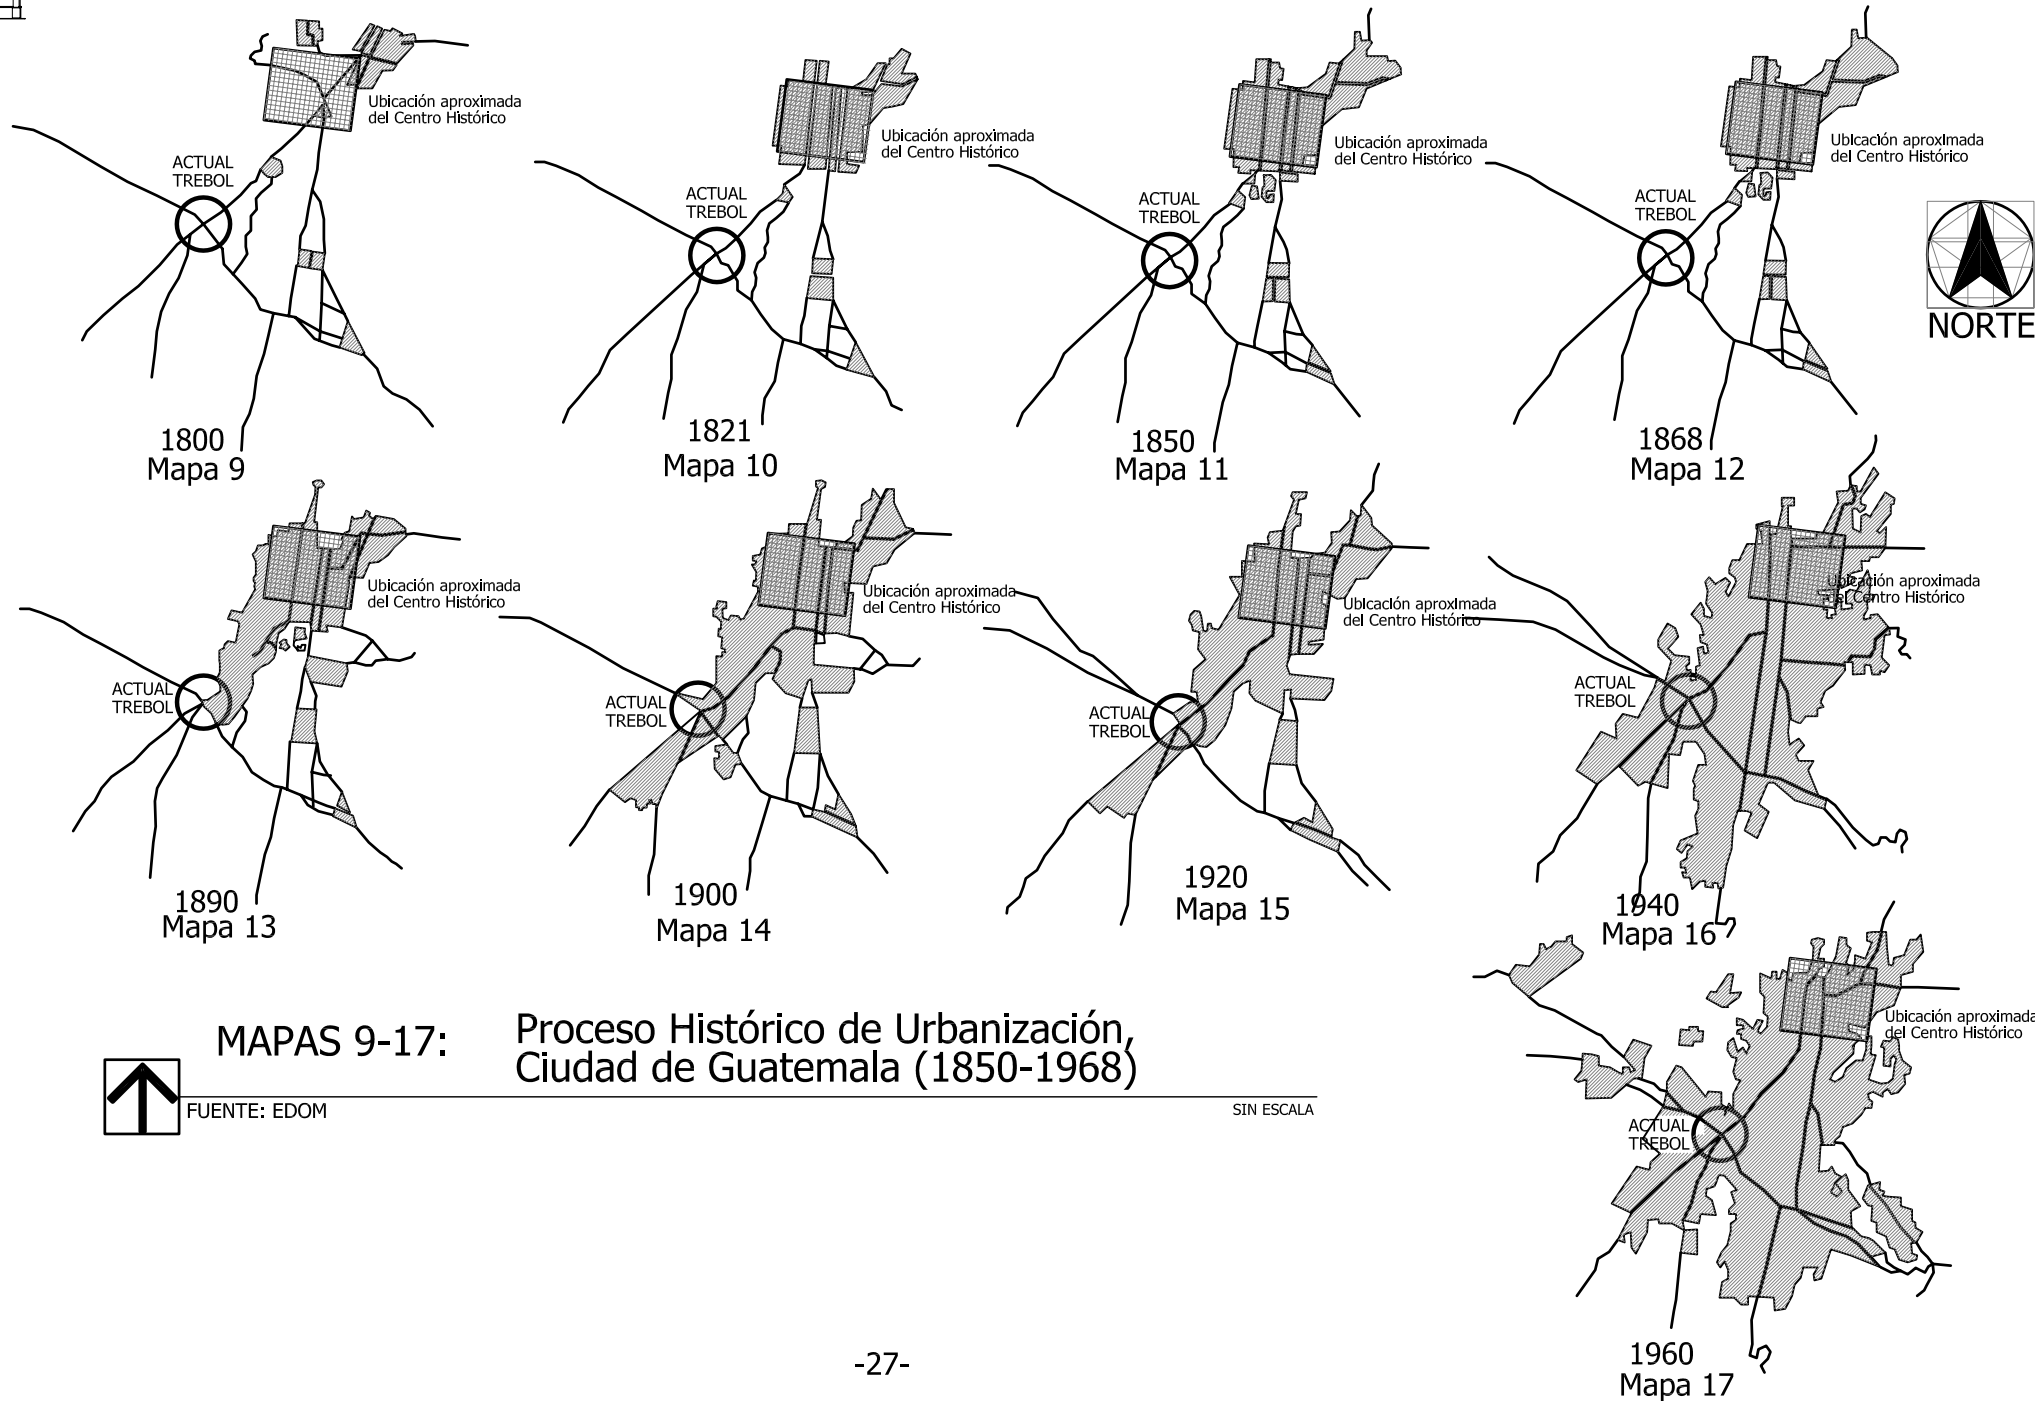 Ubicación aproximada
del Centro Histórico
ACTUAL
TREBOL
1800
Mapa 9
Ubicación aproximada
del Centro Histórico
ACTUAL
TREBOL
1821
Mapa 10
Ubicación aproximada
del Centro Histórico
ACTUAL
TREBOL
1850
Mapa 11
Ubicación aproximada
del Centro Histórico
ACTUAL
TREBOL
1868
Mapa 12
NORTE
Ubicación aproximada
del Centro Histórico
ACTUAL
TREBOL
1890
Mapa 13
Ubicación aproximada
del Centro Histórico
ACTUAL
TREBOL
1900
Mapa 14
Ubicación aproximada
del Centro Histórico
ACTUAL
TREBOL
1920
Mapa 15
Ubicación aproximada
del Centro Histórico
ACTUAL
TREBOL
1940
Mapa 16
Ubicación aproximada
del Centro Histórico
ACTUAL
TREBOL
1960
Mapa 17
MAPAS 9-17:
Proceso Histórico de Urbanización,
Ciudad de Guatemala (1850-1968)
FUENTE: EDOM
SIN ESCALA
-27-